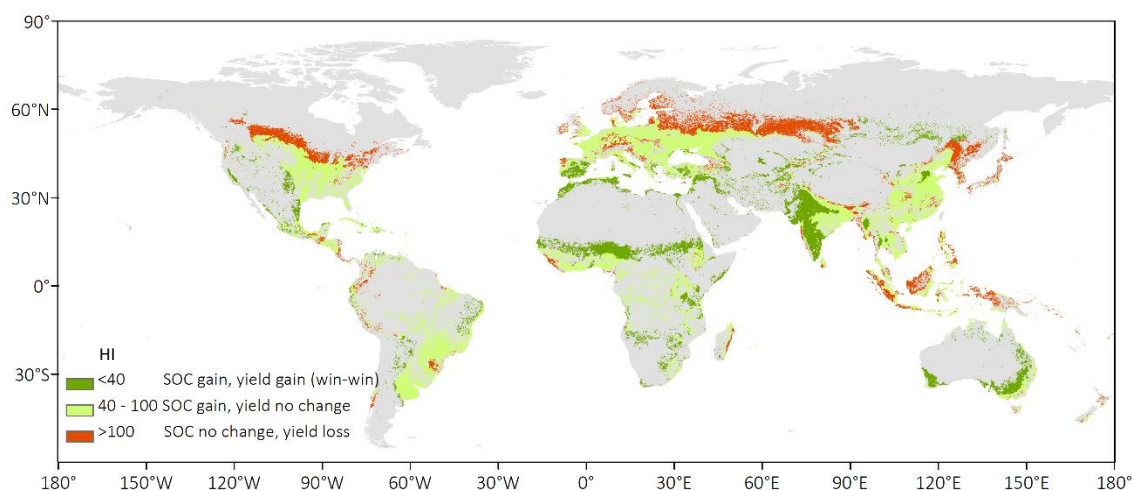 90°
60°N
30°N
0°
30°S
HI
<40 SOC gain, yield gain (win-win)
40 - 100 SOC gain, yield no change
>100 SOC no change, yield loss
180° 150°W 120°W 90°W 60°W 30°W 0° 30°E 60°E 90°E 120°E 150°E 180°